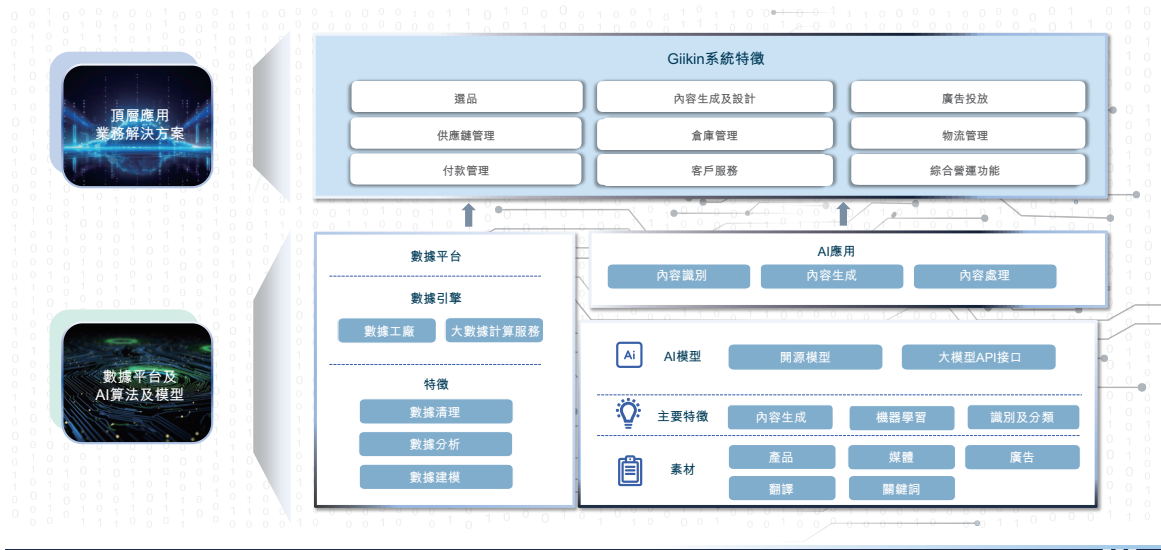 頂層應用
業務解決方案
Giikin系統特徵
選品
內容生成及設計
廣告投放
供應鏈管理
倉庫管理
物流管理
付款管理
客戶服務
綜合營運功能
數據平台及
AI算法及模型
數據平台
數據引擎
數據工廠
大數據計算服務
特徵
數據清理
數據分析
數據建模
AI應用
內容識別
內容生成
內容處理
Ai
AI模型
開源模型
大模型API接口
主要特徵
內容生成
機器學習
識別及分類
素材
產品
媒體
廣告
翻譯
關鍵詞